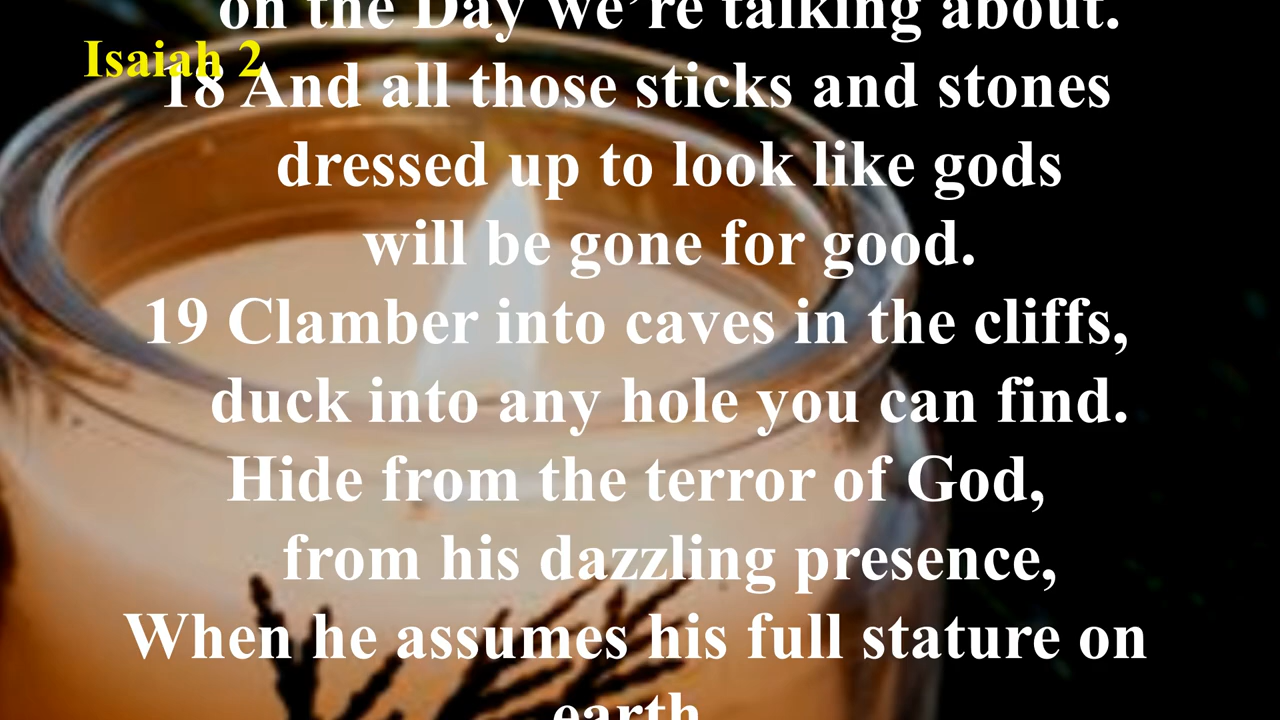 on the Day we're talking about.
Isaiah 2
18 And all those sticks and stones
dressed up to look like gods
will be gone for good.
19 Clamber into caves in the cliffs,
duck into any hole you can find.
Hide from the terror of God,
from his dazzling presence,
When he assumes his full stature on
earth